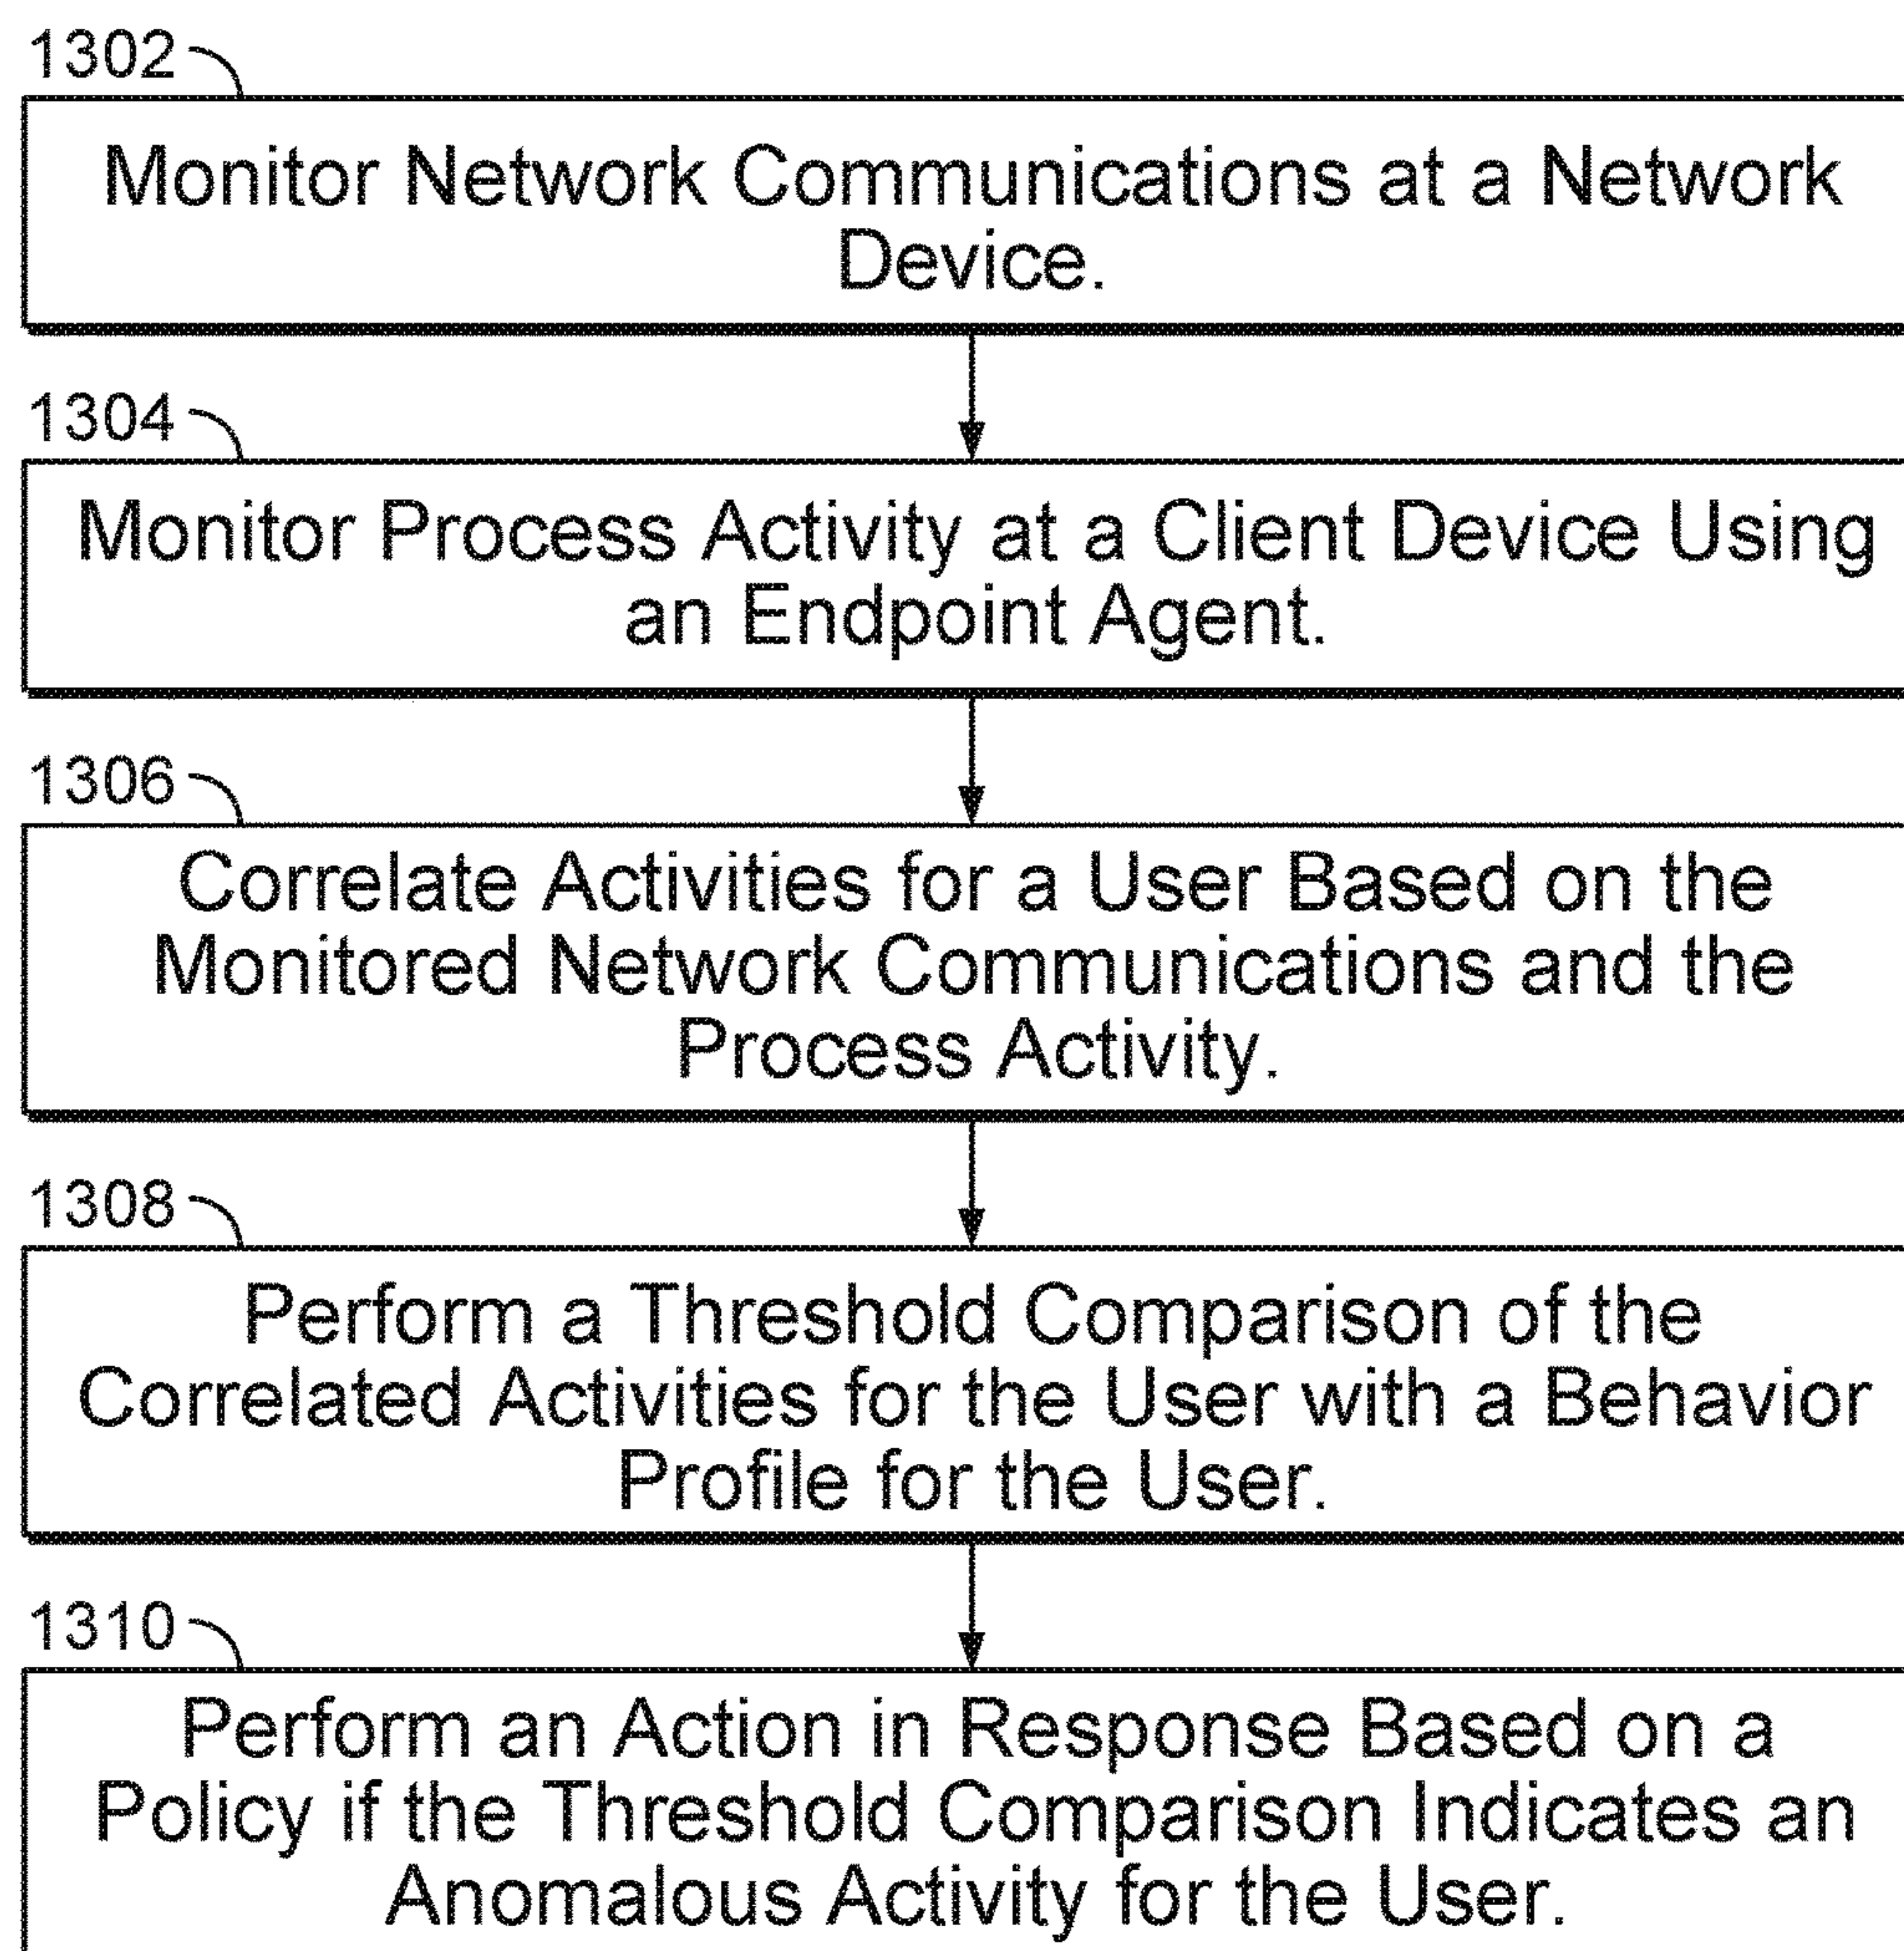 1302
Monitor Network Communications at a Network
Device.
1304
Monitor Process Activity at a Client Device Using
an Endpoint Agent.
1306
Correlate Activities for a User Based on the
Monitored Network Communications and the
Process Activity.
1308
Perform a Threshold Comparison of the
Correlated Activities for the User with a Behavior
Profile for the User.
1310
Perform an Action in Response Based on a
Policy if the Threshold Comparison Indicates an
Anomalous Activity for the User.